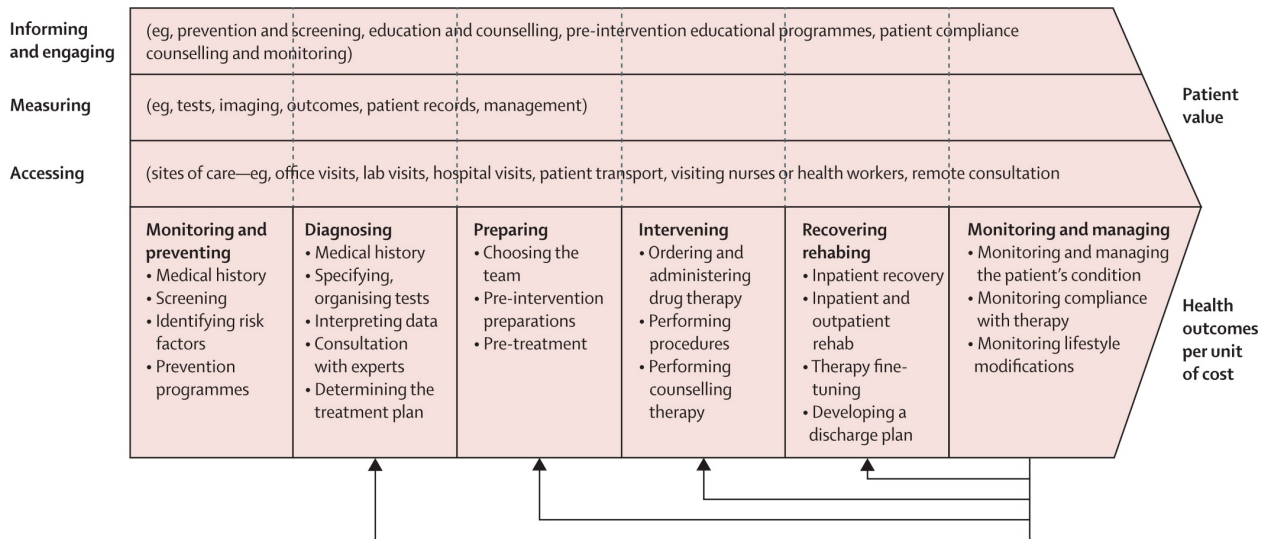 Informing
and engaging
(eg, prevention and screening, education and counselling, pre-intervention educational programmes, patient compliance
counselling and monitoring)
Measuring
(eg, tests, imaging, outcomes, patient records, management)
Patient
value
Accessing
(sites of care—eg, office visits, lab visits, hospital visits, patient transport, visiting nurses or health workers, remote consultation
Monitoring and
preventing
• Medical history
• Screening
• Identifying risk
factors
• Prevention
programmes
Diagnosing
• Medical history
• Specifying,
organising tests
• Interpreting data
• Consultation
with experts
• Determining the
treatment plan
Preparing
• Choosing the
team
• Pre-intervention
preparations
• Pre-treatment
Intervening
• Ordering and
administering
drug therapy
• Performing
procedures
• Performing
counselling
therapy
Recovering
rehabing
• Inpatient recovery
• Inpatient and
outpatient
rehab
• Therapy fine-
tuning
• Developing a
discharge plan
Monitoring and managing
• Monitoring and managing
the patient's condition
• Monitoring compliance
with therapy
• Monitoring lifestyle
modifications
Health
outcomes
per unit
of cost